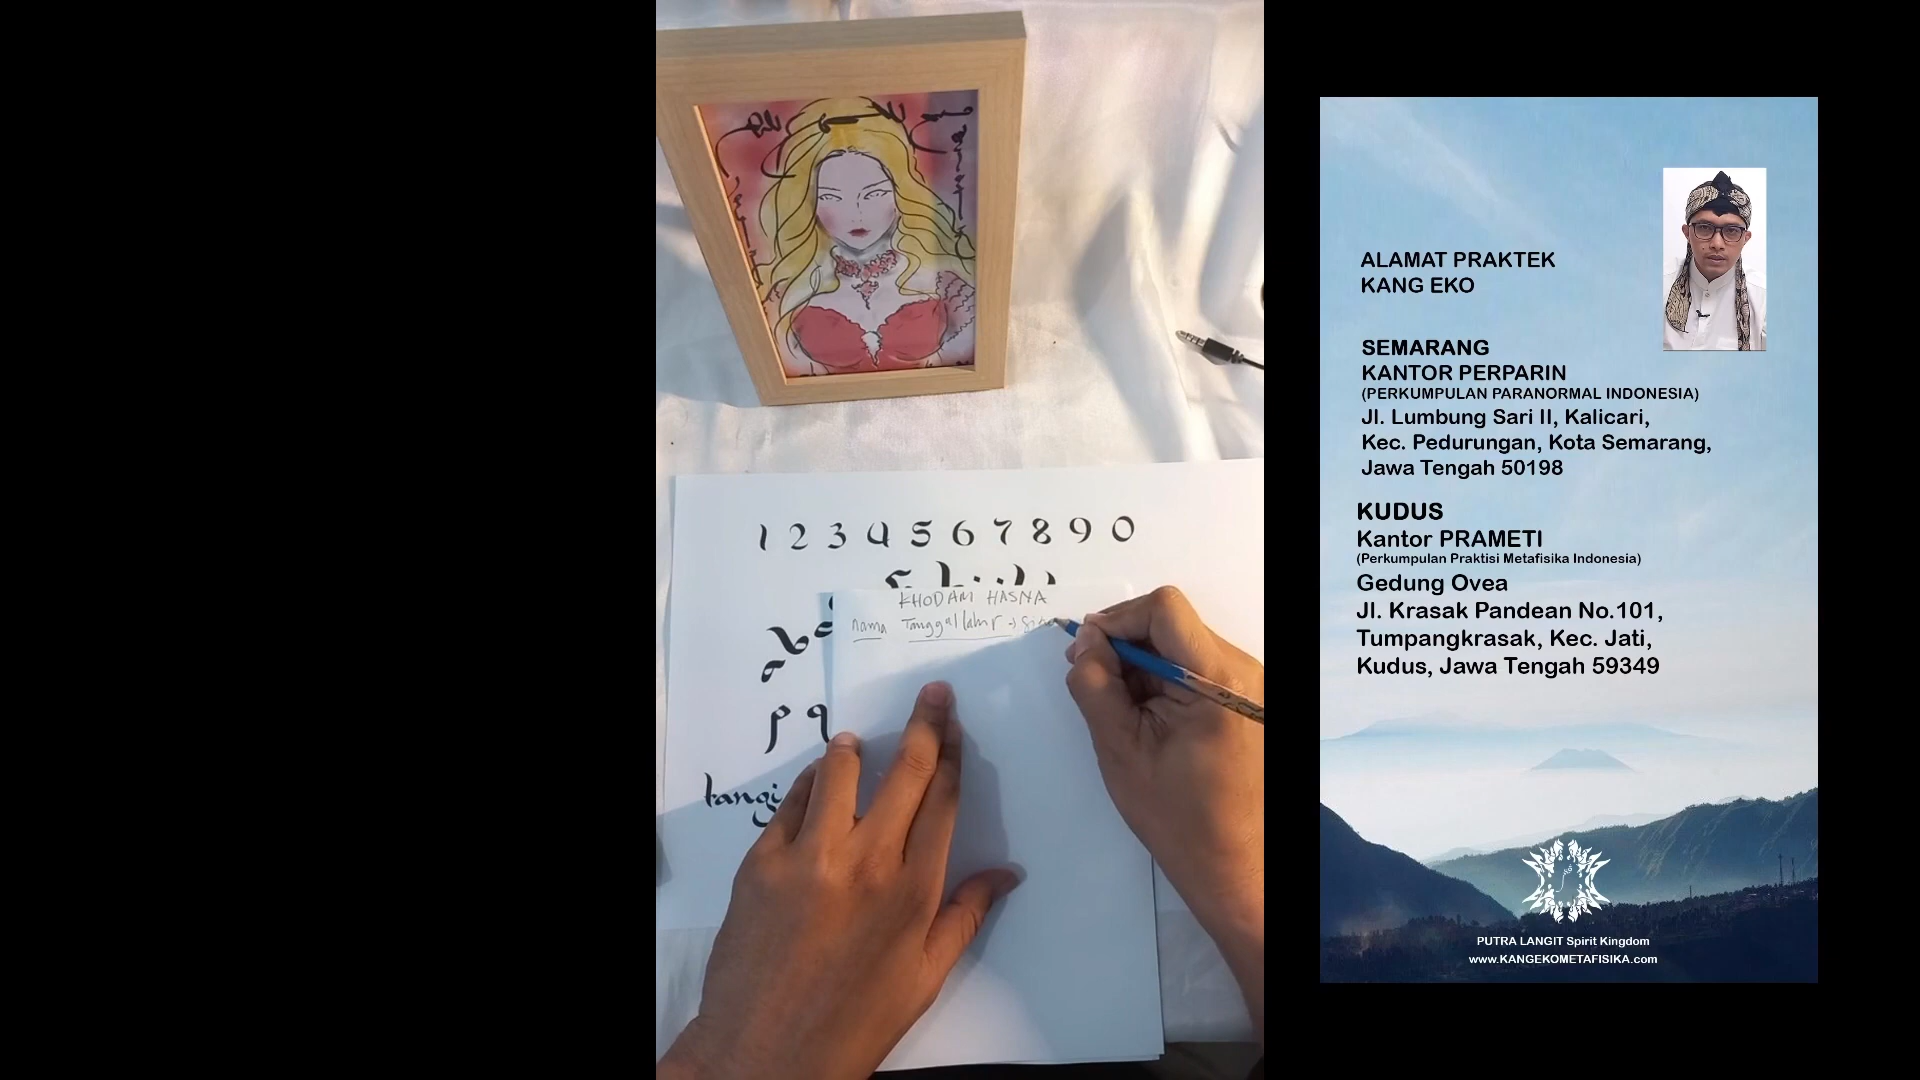 1 2 3 4 5 6 7 8 9 0
KHODAM HASNA
nama Tanggal lahir →
p q
tangi
ALAMAT PRAKTEK
KANG EKO
SEMARANG
KANTOR PERPARIN
(PERKUMPULAN PARANORMAL INDONESIA)
Jl. Lumbung Sari II, Kalicari,
Kec. Pedurungan, Kota Semarang,
Jawa Tengah 50198
KUDUS
Kantor PRAMETI
(Perkumpulan Praktisi Metafisika Indonesia)
Gedung Ovea
Jl. Krasak Pandean No.101,
Tumpangkrasak, Kec. Jati,
Kudus, Jawa Tengah 59349
PUTRA LANGIT Spirit Kingdom
www.KANGEKOMETAFISIKA.com